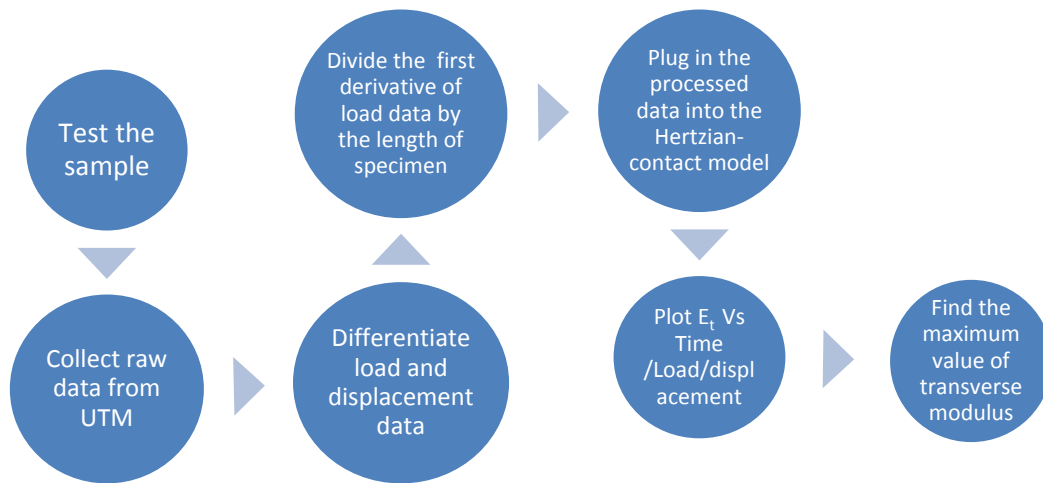 Test the
sample
Collect raw
data from
UTM
Differentiate
load and
displacement
data
Divide the first
derivative of
load data by
the length of
specimen
Plug in the
processed
data into the
Hertzian-
contact model
Plot Et Vs
Time
/Load/displ
acement
Find the
maximum
value of
transverse
modulus